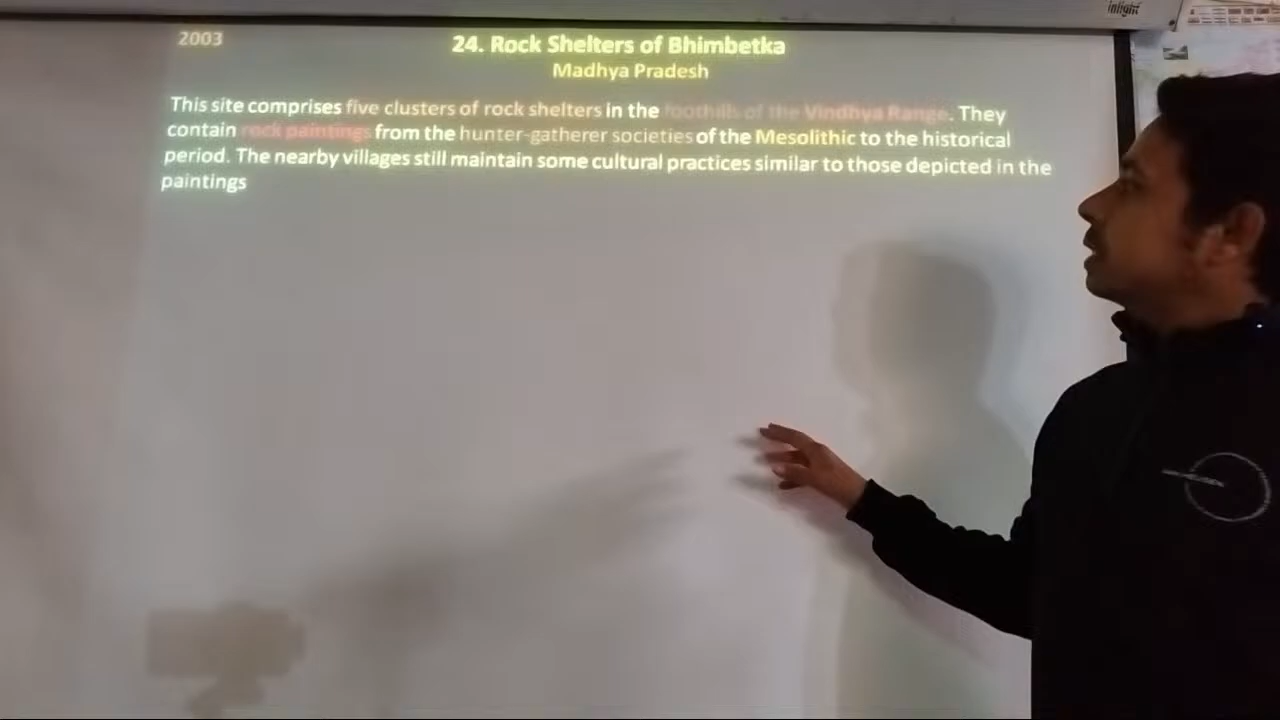 inlight
2003
24. Rock Shelters of Bhimbetka
Madhya Pradesh
This site comprises five clusters of rock shelters in the foothills of the Vindhya Range. They
contain rock paintings from the hunter-gatherer societies of the Mesolithic to the historical
period. The nearby villages still maintain some cultural practices similar to those depicted in the
paintings